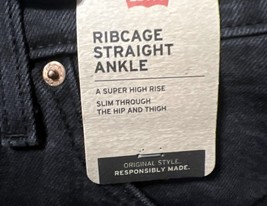 RIBCAGE
STRAIGHT
ANKLE
A SUPER HIGH RISE
SLIM THROUGH
THE HIP AND THIGH
ORIGINAL STYLE.
RESPONSIBLY MADE.